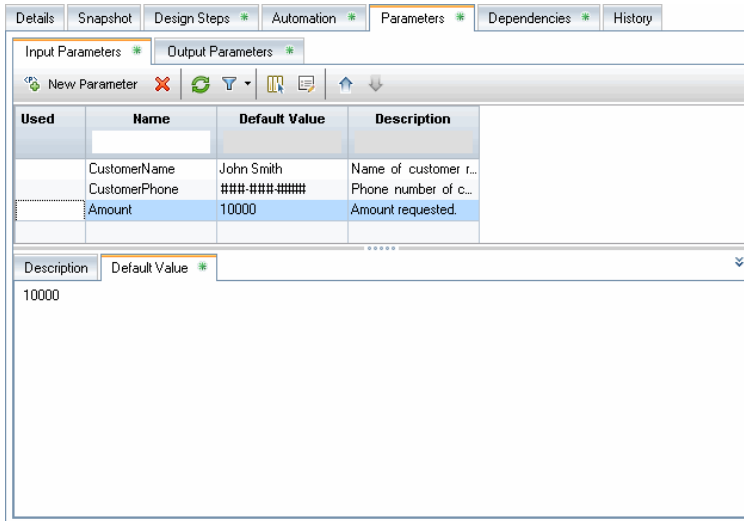 Details Snapshot Design Steps * Automation * Parameters * Dependencies * History
Input Parameters * Output Parameters *
New Parameter
Used Name Default Value Description
CustomerName John Smith Name of customer r...
CustomerPhone ###-###-#### Phone number of c...
Amount 10000 Amount requested.
Description Default Value *
10000